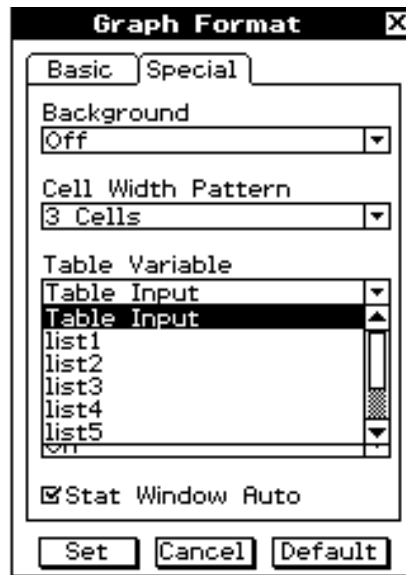 Graph Format
Basic Special
Background
Off
Cell Width Pattern
3 Cells
Table Variable
Table Input
Table Input
list1
list2
list3
list4
list5
Stat Window Auto
Set Cancel Default